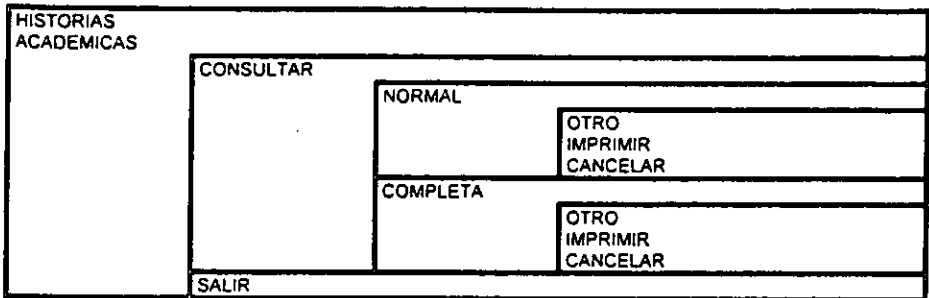 HISTORIAS
ACADEMICAS
CONSULTAR
NORMAL
OTRO
IMPRIMIR
CANCELAR
COMPLETA
OTRO
IMPRIMIR
CANCELAR
SALIR